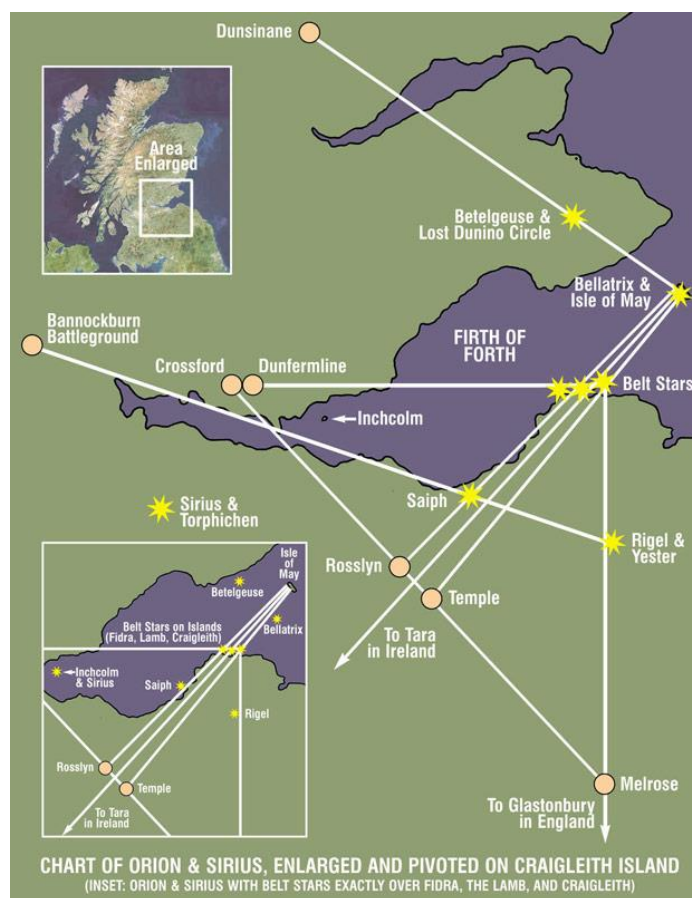 Dunsinane
Area
Enlarged
Betelgeuse &
Lost Dunino Circle
Bellatrix &
Isle of May
Bannockburn
Battleground
FIRTH OF
FORTH
Crossford
Dunfermline
Belt Stars
Inchcolm
Saiph
Sirius &
Torphichen
Rigel &
Yester
Rosslyn
Temple
To Tara
in Ireland
Isle
of
May
Betelgeuse
Belt Stars on Islands
(Fidra, Lamb, Craigleith)
Bellatrix
Inchcolm
& Sirius
Saiph
Rigel
Rosslyn
Temple
To Tara
in Ireland
Melrose
To Glastonbury
in England
CHART OF ORION & SIRIUS, ENLARGED AND PIVOTED ON CRAIGLEITH ISLAND
(INSET: ORION & SIRIUS WITH BELT STARS EXACTLY OVER FIDRA, THE LAMB, AND CRAIGLEITH)